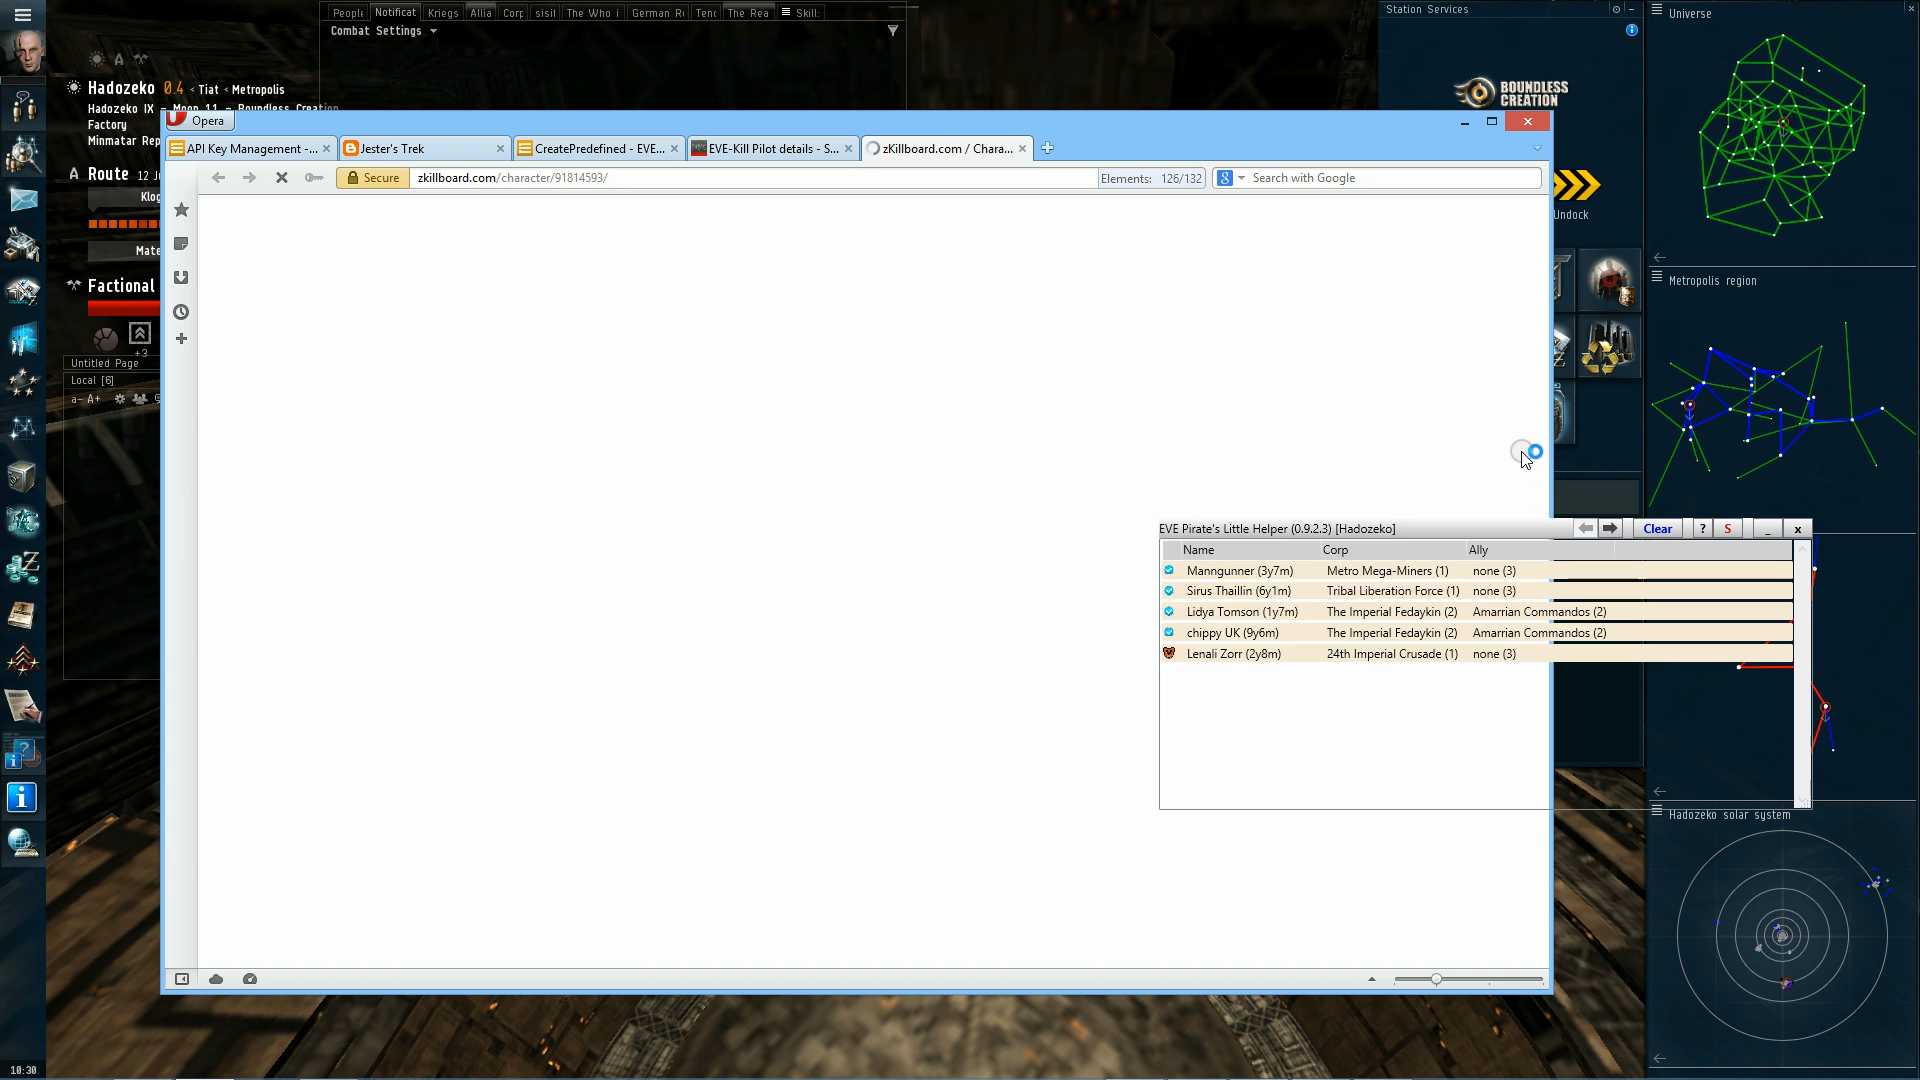 People
Notificat
Kriegs
Allia
Corp
The Who i
German R
The Rea
Skill:
Combat Settings
Hadozeko 0.4 < Tiat < Metropolis
Hadozeko IX - Moon 11 - Boundless Creation
Factory
Minmatar Rep
Route 12 Ju
Klog
Mate
Factional
+3
Untitled Page
Local [6]
a- A+
Opera
API Key Management -...
Jester's Trek
CreatePredefined - EVE...
EVE-Kill Pilot details - S...
zKillboard.com / Chara...
Secure
zkillboard.com/character/91814593/
Elements: 126/132
Search with Google
Station Services
BOUNDLESS
CREATION
Undock
EVE Pirate's Little Helper (0.9.2.3) [Hadozeko]
Clear
?
S
_
x
Name Corp Ally
Manngunner (3y7m) Metro Mega-Miners (1) none (3)
Sirus Thaillin (6y1m) Tribal Liberation Force (1) none (3)
Lidya Tomson (1y7m) The Imperial Fedaykin (2) Amarrian Commandos (2)
chippy UK (9y6m) The Imperial Fedaykin (2) Amarrian Commandos (2)
Lenali Zorr (2y8m) 24th Imperial Crusade (1) none (3)
Universe
Metropolis region
Hadozeko solar system
10:30